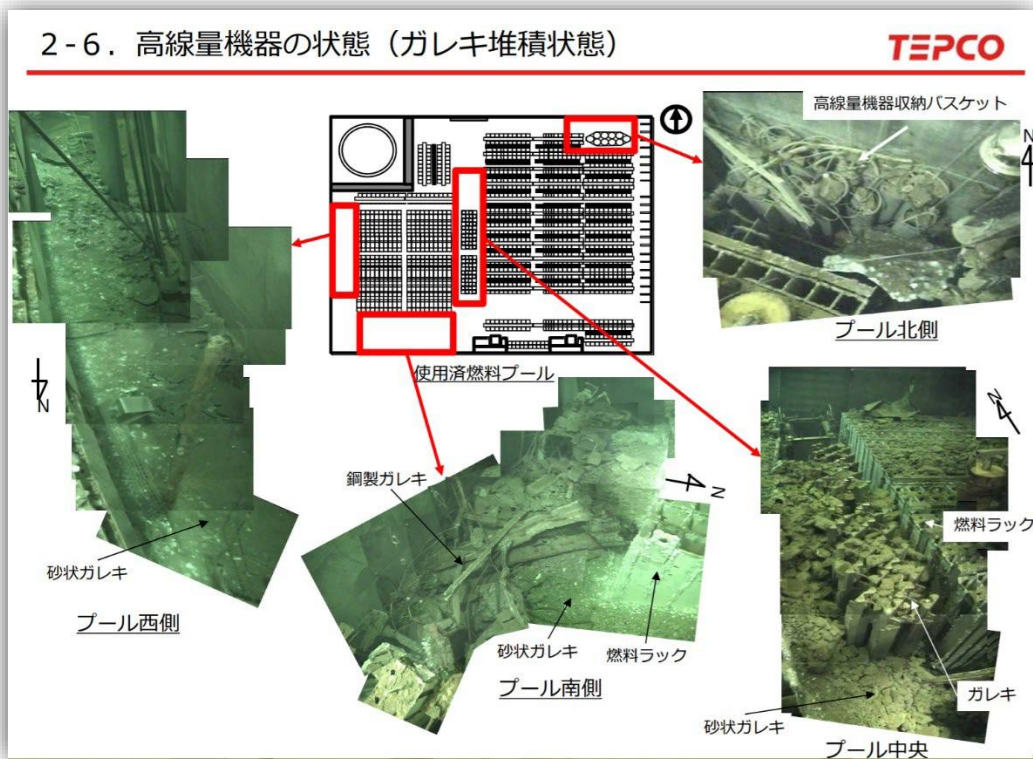 2-6．高線量機器の状態（ガレキ堆積状態）
TEPCO
高線量機器収納バスケット
N
プール北側
使用済燃料プール
N
砂状ガレキ
プール西側
鋼製ガレキ
N
砂状ガレキ
燃料ラック
プール南側
N
燃料ラック
ガレキ
砂状ガレキ
プール中央